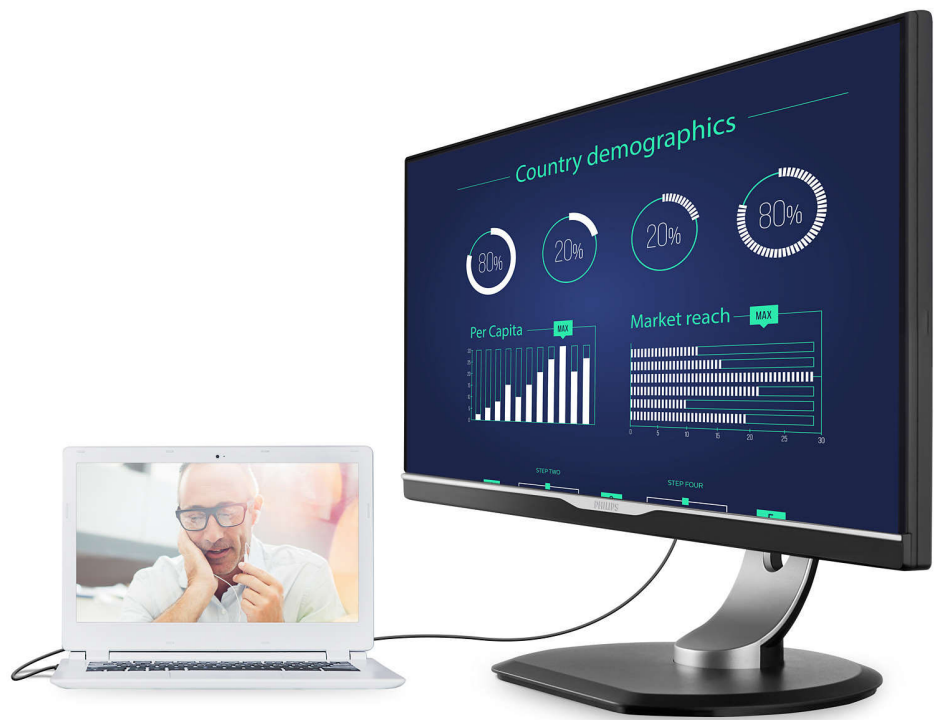 Country demographics
80%
20%
20%
80%
Per Capita
MAX
Market reach
MAX
0
5
10
15
20
25
30
STEP TWO
STEP FOUR
PHILIPS